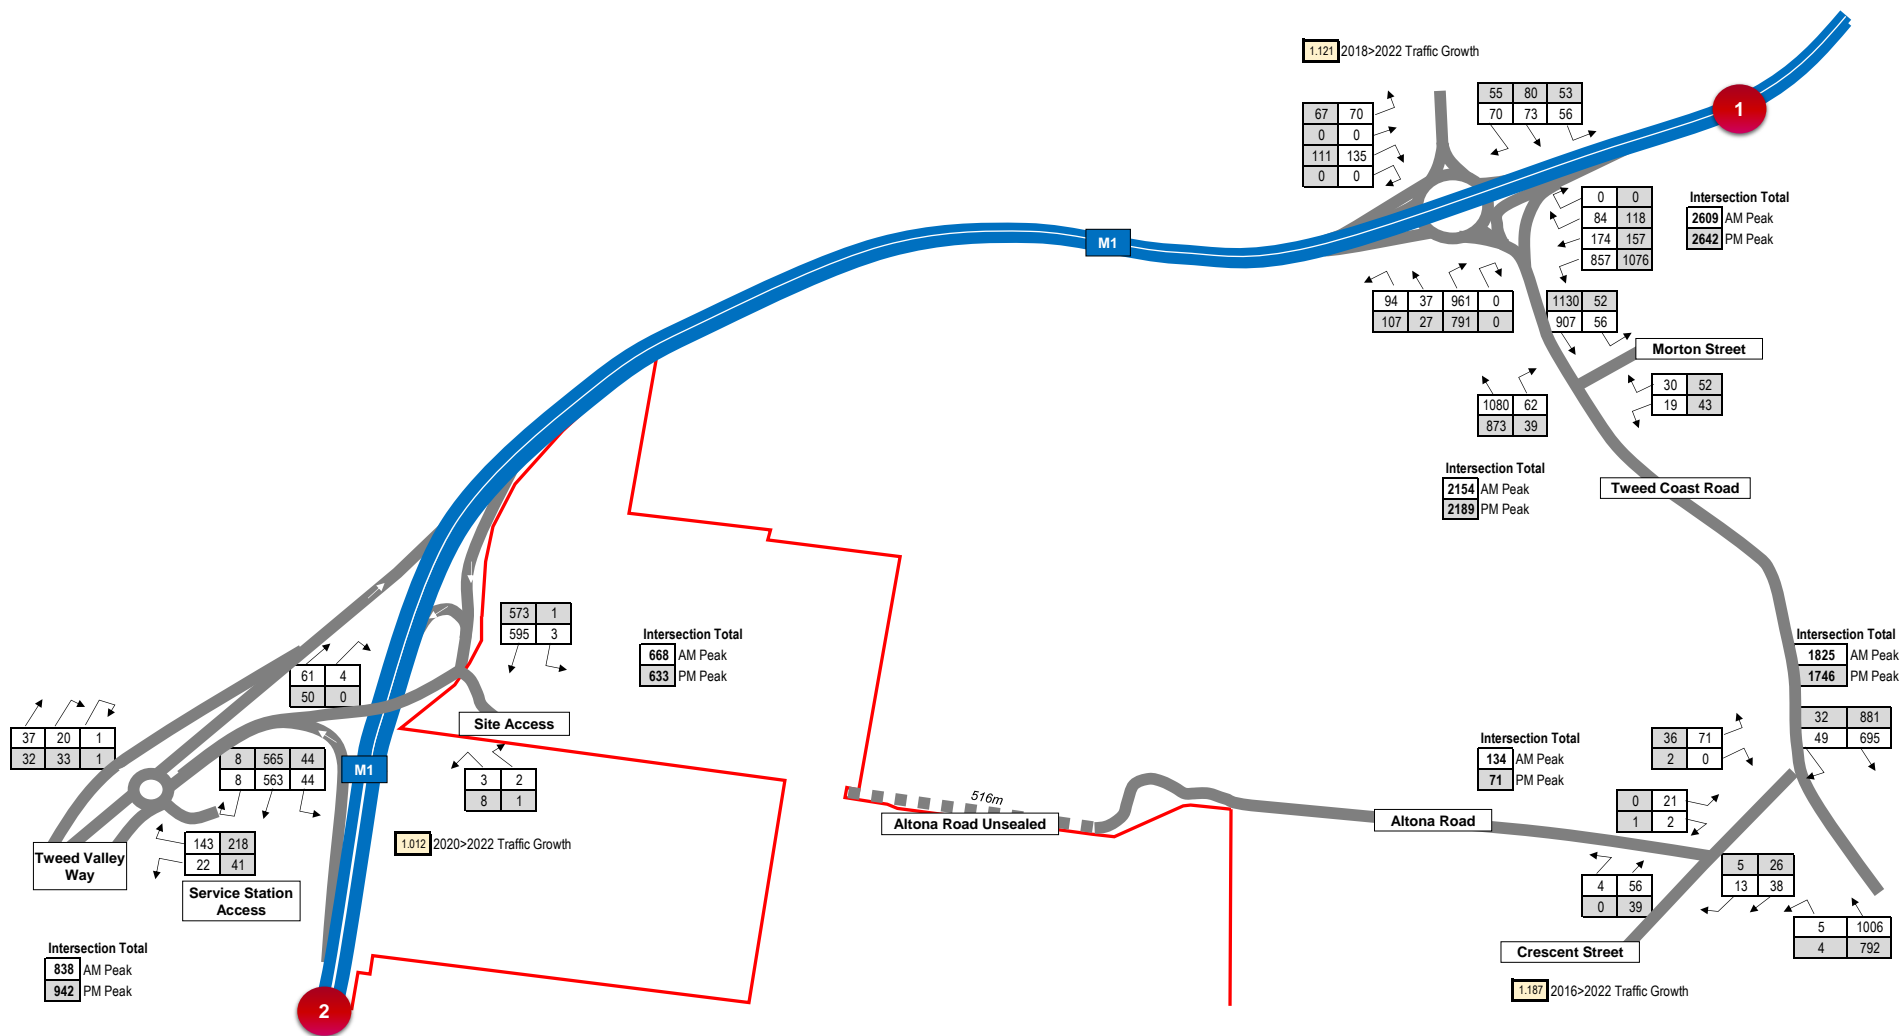 1.121 2018>2022 Traffic Growth
55 80 53
70 73 56
1
67 70
0 0
111 135
0 0
0 0
84 118
174 157
857 1076
Intersection Total
2609 AM Peak
2642 PM Peak
M1
94 37 961 0
107 27 791 0
1130 52
907 56
Morton Street
30 52
19 43
1080 62
873 39
Intersection Total
2154 AM Peak
2189 PM Peak
Tweed Coast Road
573 1
595 3
Intersection Total
668 AM Peak
633 PM Peak
Intersection Total
1825 AM Peak
1746 PM Peak
61 4
50 0
Site Access
32 881
49 695
37 20 1
32 33 1
8 565 44
8 563 44
M1
3 2
8 1
Intersection Total
134 AM Peak
71 PM Peak
36 71
2 0
516m
Altona Road Unsealed
Altona Road
0 21
1 2
1.012 2020>2022 Traffic Growth
143 218
22 41
Tweed Valley
Way
Service Station
Access
4 56
0 39
5 26
13 38
5 1006
4 792
Crescent Street
Intersection Total
838 AM Peak
942 PM Peak
2
1.187 2016>2022 Traffic Growth